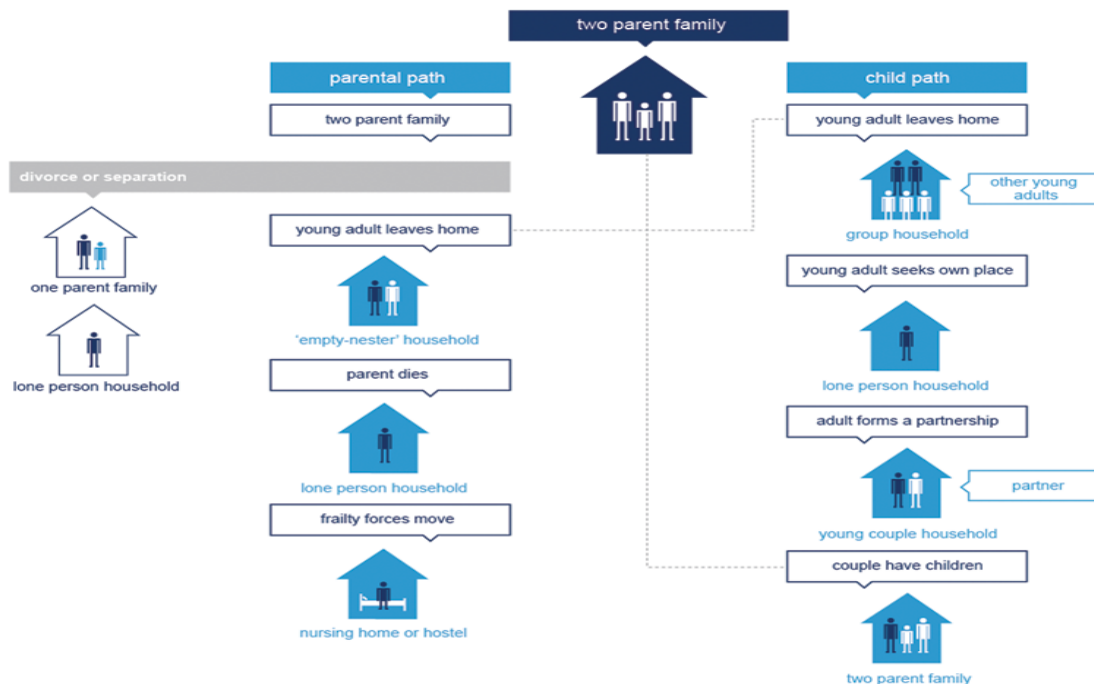 two parent family
parental path
two parent family
divorce or separation
one parent family
lone person household
young adult leaves home
'empty-nester' household
parent dies
lone person household
frailty forces move
nursing home or hostel
child path
young adult leaves home
other young
adults
group household
young adult seeks own place
lone person household
adult forms a partnership
partner
young couple household
couple have children
two parent family